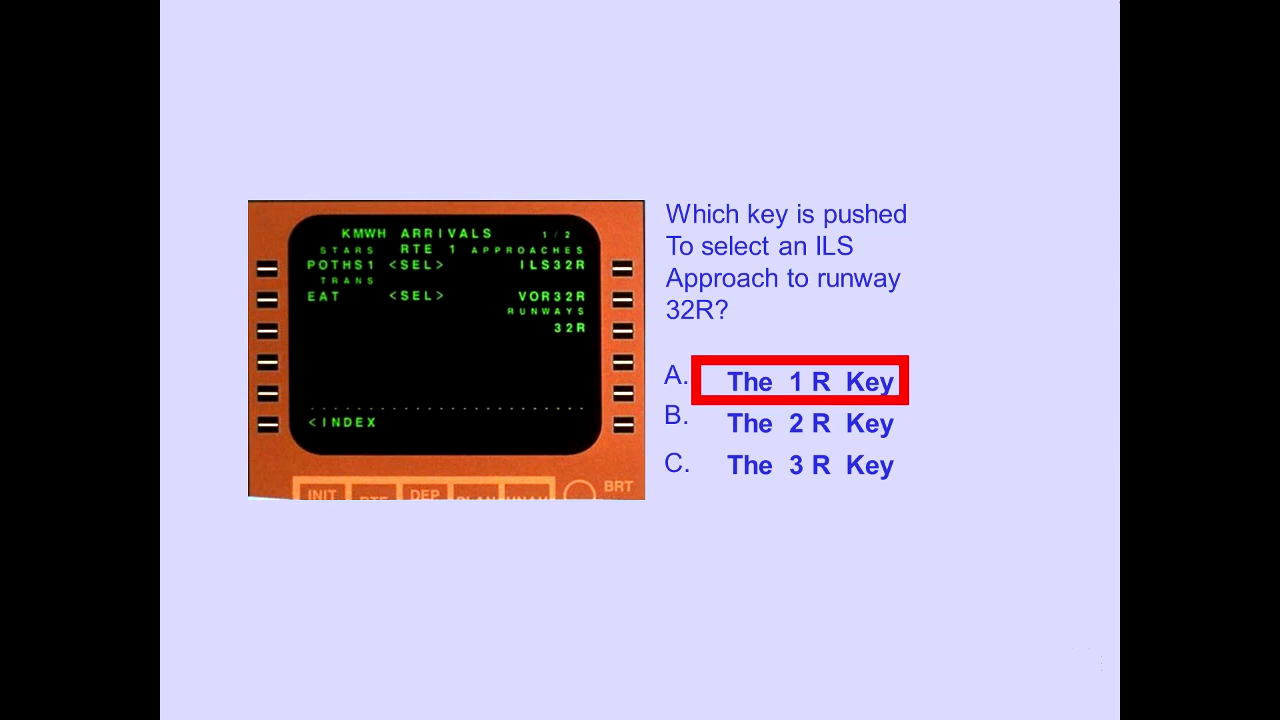 KMWH ARRIVALS 1/2
STARS RTE 1 APPROACHES
POTHS1 <SEL> ILS32R
TRANS
EAT <SEL> VOR32R
RUNWAYS
32R
<INDEX
INIT DEP BRT
Which key is pushed
To select an ILS
Approach to runway
32R?
A. The 1 R Key
B. The 2 R Key
C. The 3 R Key